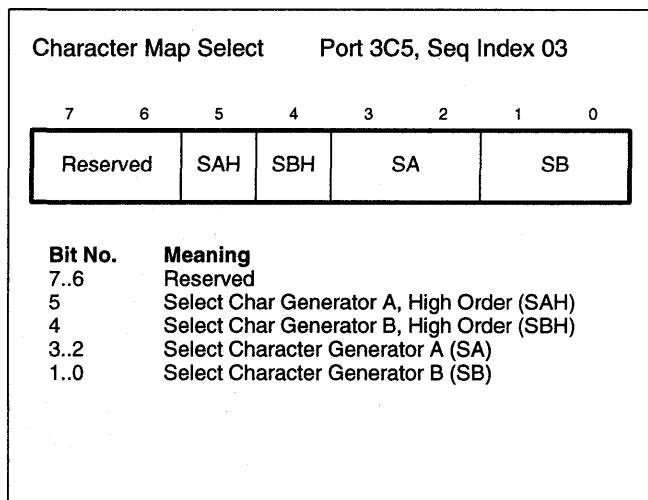 Character Map Select Port 3C5, Seq Index 03
7 6 5 4 3 2 1 0
Reserved SAH SBH SA SB
Bit No. Meaning
7..6 Reserved
5 Select Char Generator A, High Order (SAH)
4 Select Char Generator B, High Order (SBH)
3..2 Select Character Generator A (SA)
1..0 Select Character Generator B (SB)